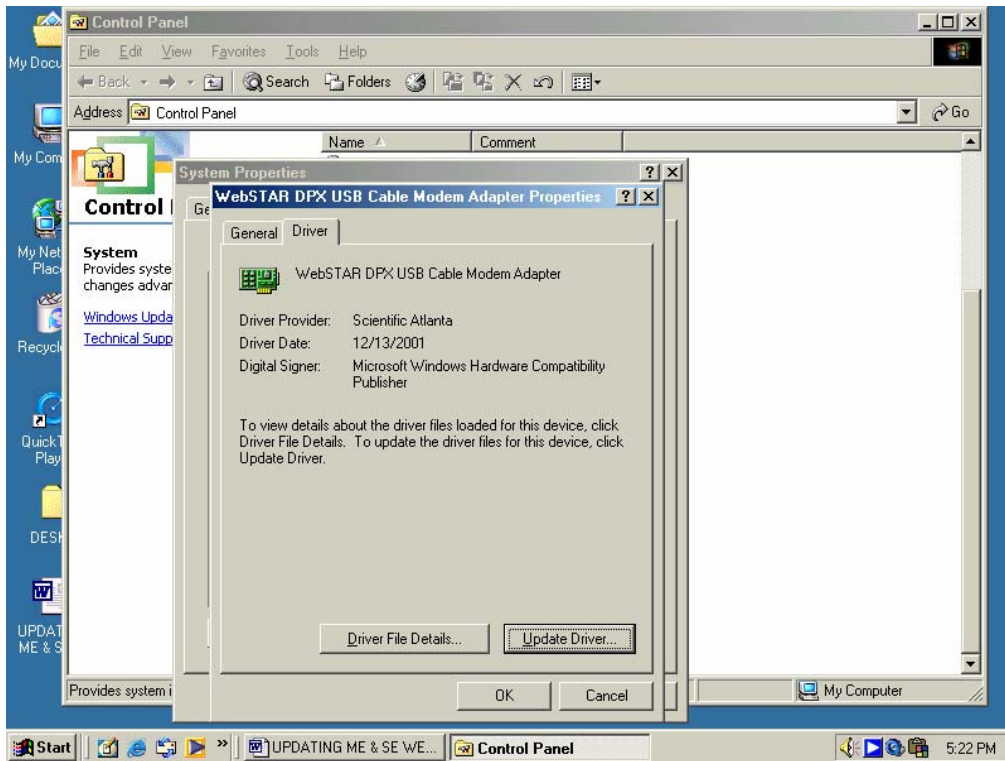 My Docu
My Com
My Net
Plac
Recycl
QuickT
Play
DESK
UPDAT
ME & S
Control Panel
File Edit View Favorites Tools Help
Back Search Folders
Address Control Panel Go
Name Comment
Control
System
Provides syste
changes advan
Windows Upda
Technical Supp
System Properties
Ge
WebSTAR DPX USB Cable Modem Adapter Properties
General Driver
WebSTAR DPX USB Cable Modem Adapter
Driver Provider: Scientific Atlanta
Driver Date: 12/13/2001
Digital Signer: Microsoft Windows Hardware Compatibility
Publisher
To view details about the driver files loaded for this device, click
Driver File Details. To update the driver files for this device, click
Update Driver.
Driver File Details... Update Driver...
OK Cancel
Provides system i My Computer
Start » UPDATING ME & SE WE... Control Panel 5:22 PM